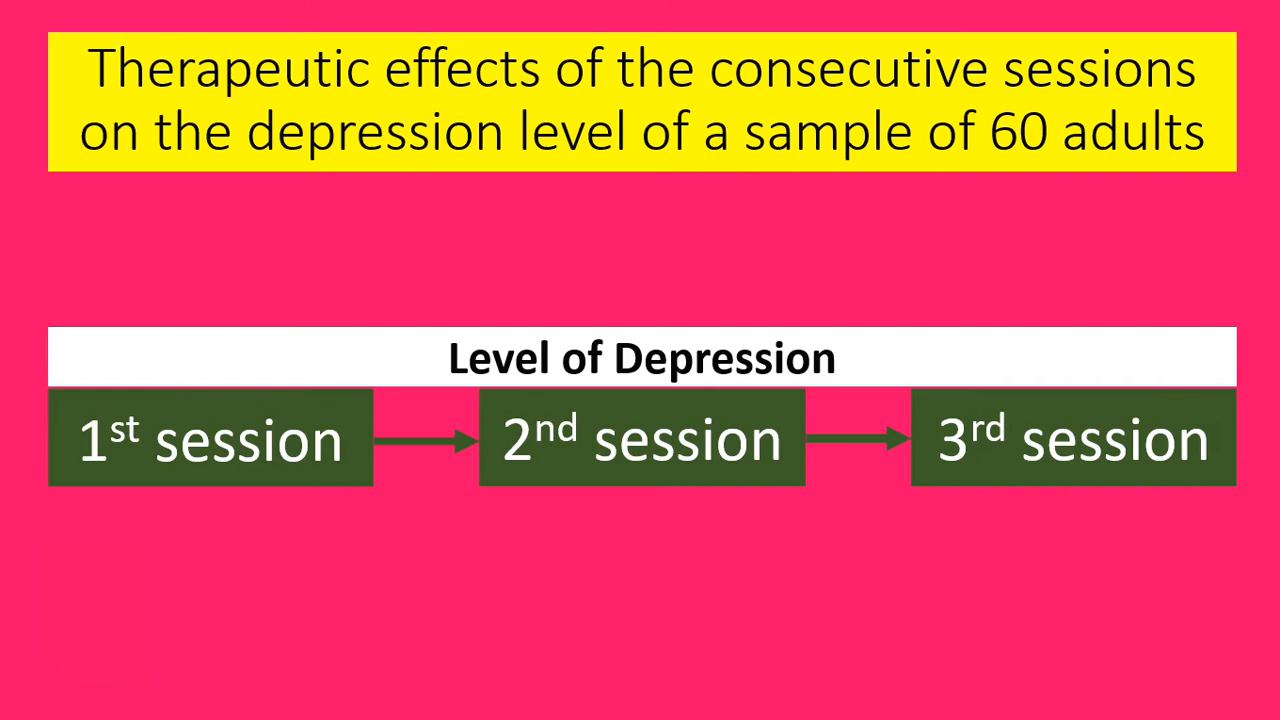 Therapeutic effects of the consecutive sessions
on the depression level of a sample of 60 adults
Level of Depression
1st session
2nd session
3rd session